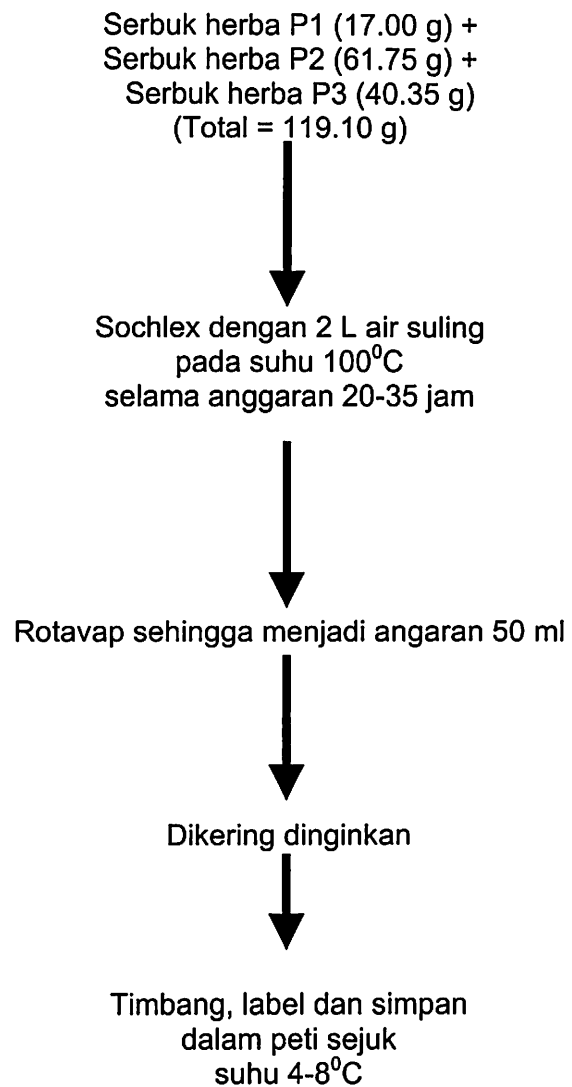 Serbuk herba P1 (17.00 g) +
Serbuk herba P2 (61.75 g) +
Serbuk herba P3 (40.35 g)
(Total = 119.10 g)
Sochlex dengan 2 L air suling
pada suhu 100⁰C
selama anggaran 20-35 jam
Rotavap sehingga menjadi angaran 50 ml
Dikering dinginkan
Timbang, label dan simpan
dalam peti sejuk
suhu 4-8⁰C